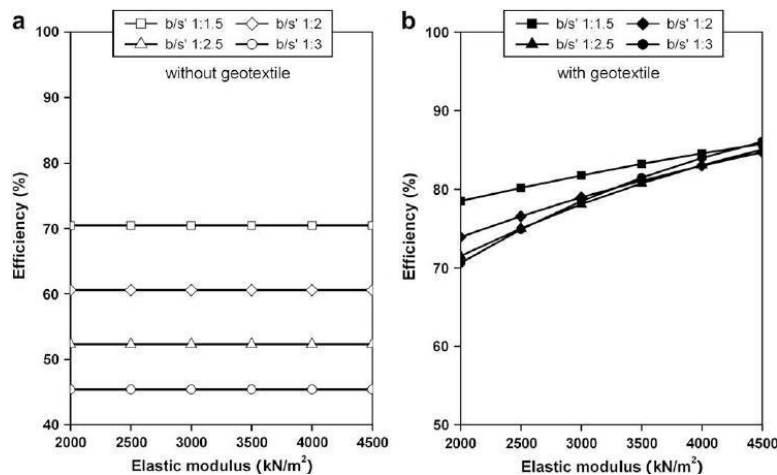 a
b/s' 1:1.5 b/s' 1:2
b/s' 1:2.5 b/s' 1:3
without geotextile
100
90
80
70
60
50
40
Efficiency (%)
2000 2500 3000 3500 4000 4500
Elastic modulus (kN/m²)
b
b/s' 1:1.5 b/s' 1:2
b/s' 1:2.5 b/s' 1:3
with geotextile
100
90
80
70
60
50
Efficiency (%)
2000 2500 3000 3500 4000 4500
Elastic modulus (kN/m²)